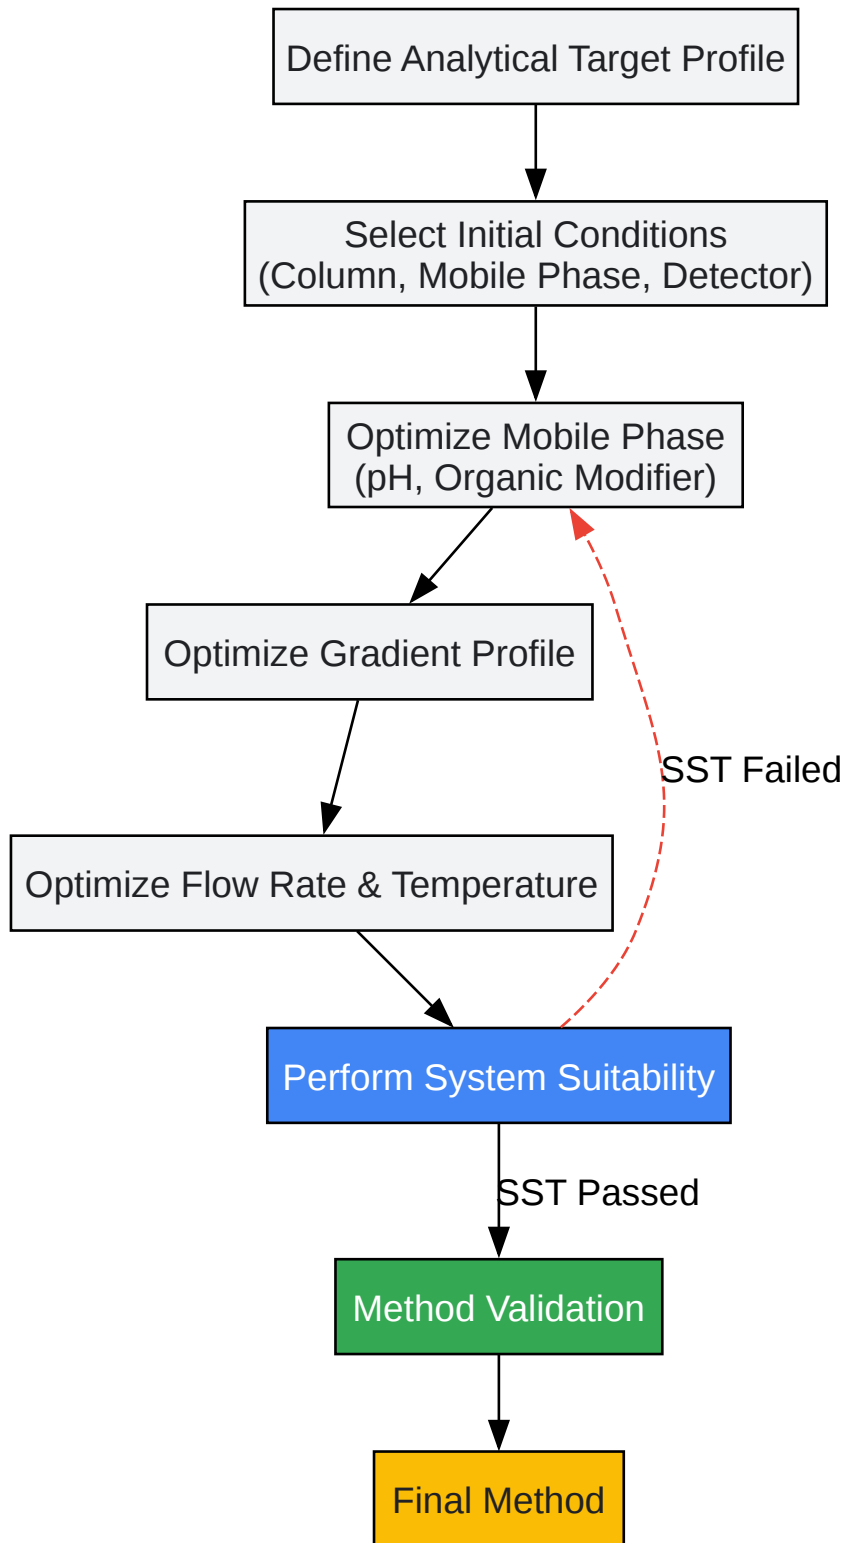 Define Analytical Target Profile
Select Initial Conditions
(Column, Mobile Phase, Detector)
Optimize Mobile Phase
(pH, Organic Modifier)
Optimize Gradient Profile
SST Failed
Optimize Flow Rate & Temperature
Perform System Suitability
SST Passed
Method Validation
Final Method